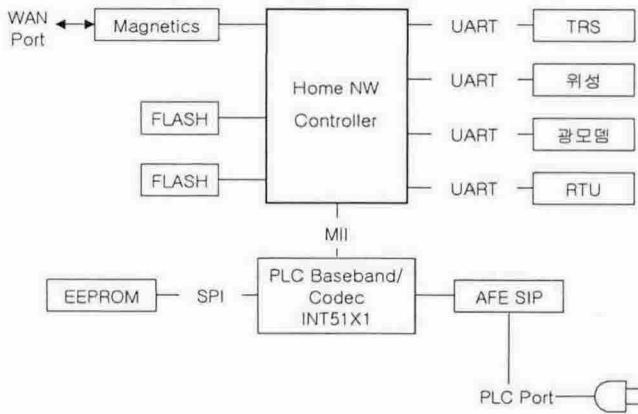 WAN
Port
Magnetics
UART
TRS
Home NW
Controller
UART
위성
FLASH
UART
광모뎀
FLASH
UART
RTU
MII
PLC Baseband/
Codec
INT51X1
EEPROM
SPI
AFE SIP
PLC Port